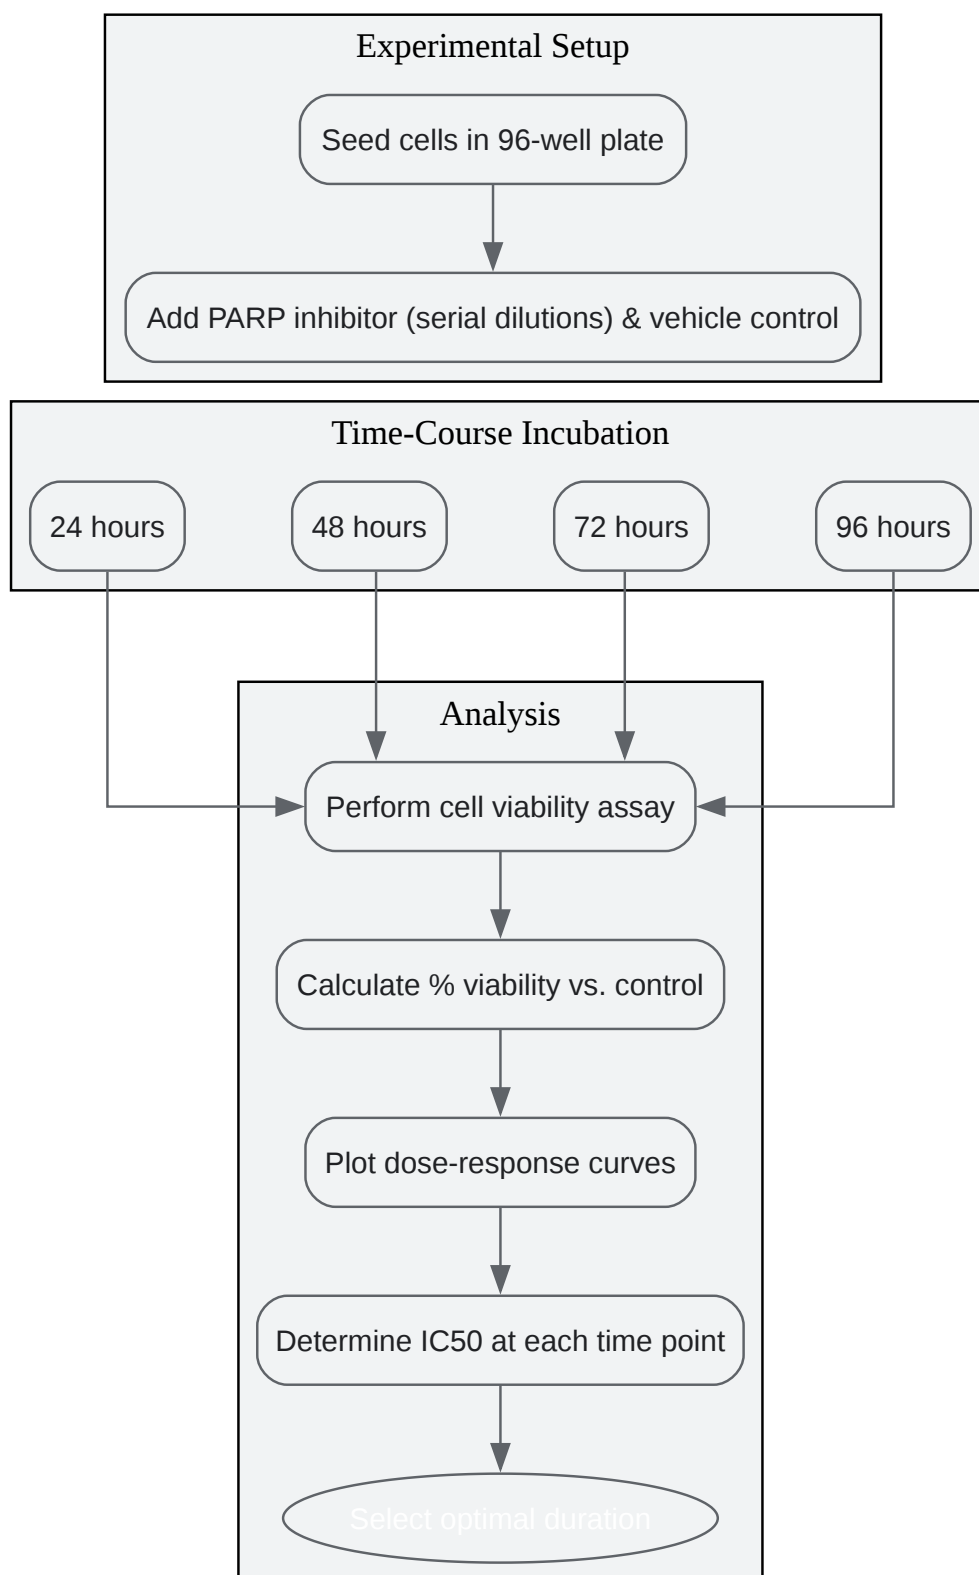 Experimental Setup
Seed cells in 96-well plate
Add PARP inhibitor (serial dilutions) & vehicle control
Time-Course Incubation
24 hours
48 hours
72 hours
96 hours
Analysis
Perform cell viability assay
Calculate % viability vs. control
Plot dose-response curves
Determine IC50 at each time point
Select optimal duration